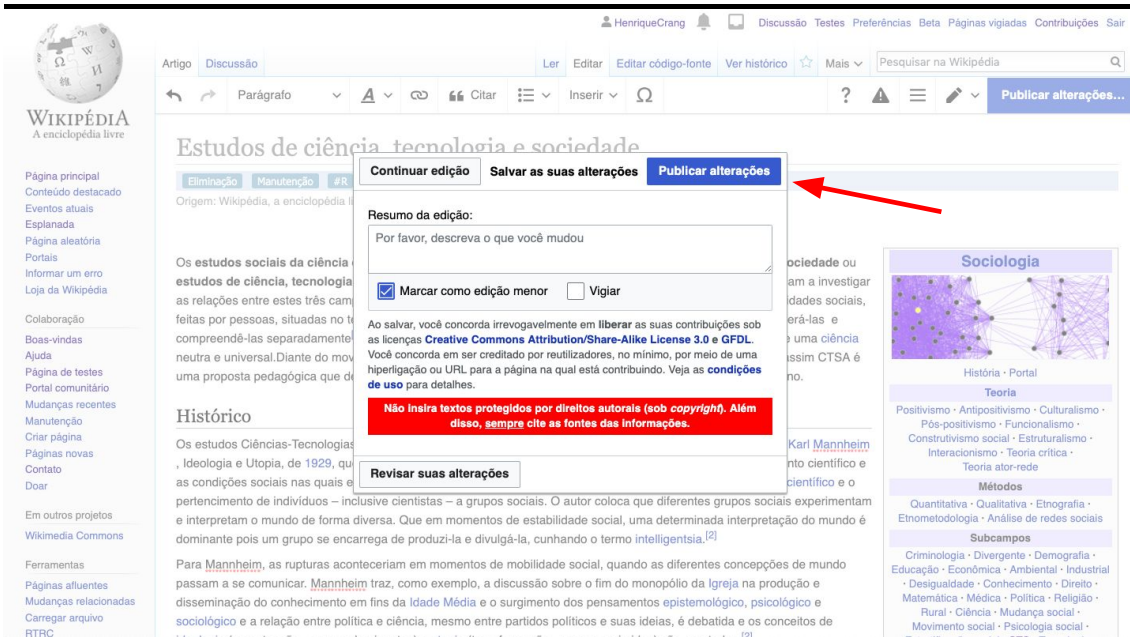 HenriqueCrang Discussão Testes Preferências Beta Páginas vigiadas Contribuições Sair
Artigo Discussão Ler Editar Editar código-fonte Ver histórico Mais Pesquisar na Wikipédia
Parágrafo A Citar Inserir Ω ? Publicar alterações...
WIKIPÉDIA
A enciclopédia livre
Página principal
Conteúdo destacado
Eventos atuais
Esplanada
Página aleatória
Portais
Informar um erro
Loja da Wikipédia
Colaboração
Boas-vindas
Ajuda
Página de testes
Portal comunitário
Mudanças recentes
Manutenção
Criar página
Páginas novas
Contato
Doar
Em outros projetos
Wikimedia Commons
Ferramentas
Páginas afluentes
Mudanças relacionadas
Carregar arquivo
RTRC
Estudos de ciência, tecnologia e sociedade
Eliminação Manutenção #R
Origem: Wikipédia, a enciclopédia
Continuar edição Salvar as suas alterações Publicar alterações
Resumo da edição:
Por favor, descreva o que você mudou
Marcar como edição menor Vigiar
Ao salvar, você concorda irrevogavelmente em liberar as suas contribuições sob
as licenças Creative Commons Attribution/Share-Alike License 3.0 e GFDL.
Você concorda em ser creditado por reutilizadores, no mínimo, por meio de uma
hiperligação ou URL para a página na qual está contribuindo. Veja as condições
de uso para detalhes.
Não insira textos protegidos por direitos autorais (sob copyright). Além
disso, sempre cite as fontes das informações.
Revisar suas alterações
Os estudos sociais da ciência ociedade ou
estudos de ciência, tecnologia am a investigar
as relações entre estes três cam idades sociais,
feitas por pessoas, situadas no t erá-las e
compreendê-las separadamente uma ciência
neutra e universal.Diante do mov assim CTSA é
uma proposta pedagógica que de no.
Histórico
Os estudos Ciências-Tecnologias Karl Mannheim
, Ideologia e Utopia, de 1929, qu nto científico e
as condições sociais nas quais e científico e o
pertencimento de indivíduos – inclusive cientistas – a grupos sociais. O autor coloca que diferentes grupos sociais experimentam
e interpretam o mundo de forma diversa. Que em momentos de estabilidade social, uma determinada interpretação do mundo é
dominante pois um grupo se encarrega de produzi-la e divulgá-la, cunhando o termo intelligentsia.[2]
Para Mannheim, as rupturas aconteceriam em momentos de mobilidade social, quando as diferentes concepções de mundo
passam a se comunicar. Mannheim traz, como exemplo, a discussão sobre o fim do monopólio da Igreja na produção e
disseminação do conhecimento em fins da Idade Média e o surgimento dos pensamentos epistemológico, psicológico e
sociológico e a relação entre política e ciência, mesmo entre partidos políticos e suas ideias, é debatida e os conceitos de
Sociologia
História · Portal
Teoria
Positivismo · Antipositivismo · Culturalismo ·
Pós-positivismo · Funcionalismo ·
Construtivismo social · Estruturalismo ·
Interacionismo · Teoria crítica ·
Teoria ator-rede
Métodos
Quantitativa · Qualitativa · Etnografia ·
Etnometodologia · Análise de redes sociais
Subcampos
Criminologia · Divergente · Demografia ·
Educação · Econômica · Ambiental · Industrial
· Desigualdade · Conhecimento · Direito ·
Matemática · Médica · Política · Religião ·
Rural · Ciência · Mudança social ·
Movimento social · Psicologia social ·